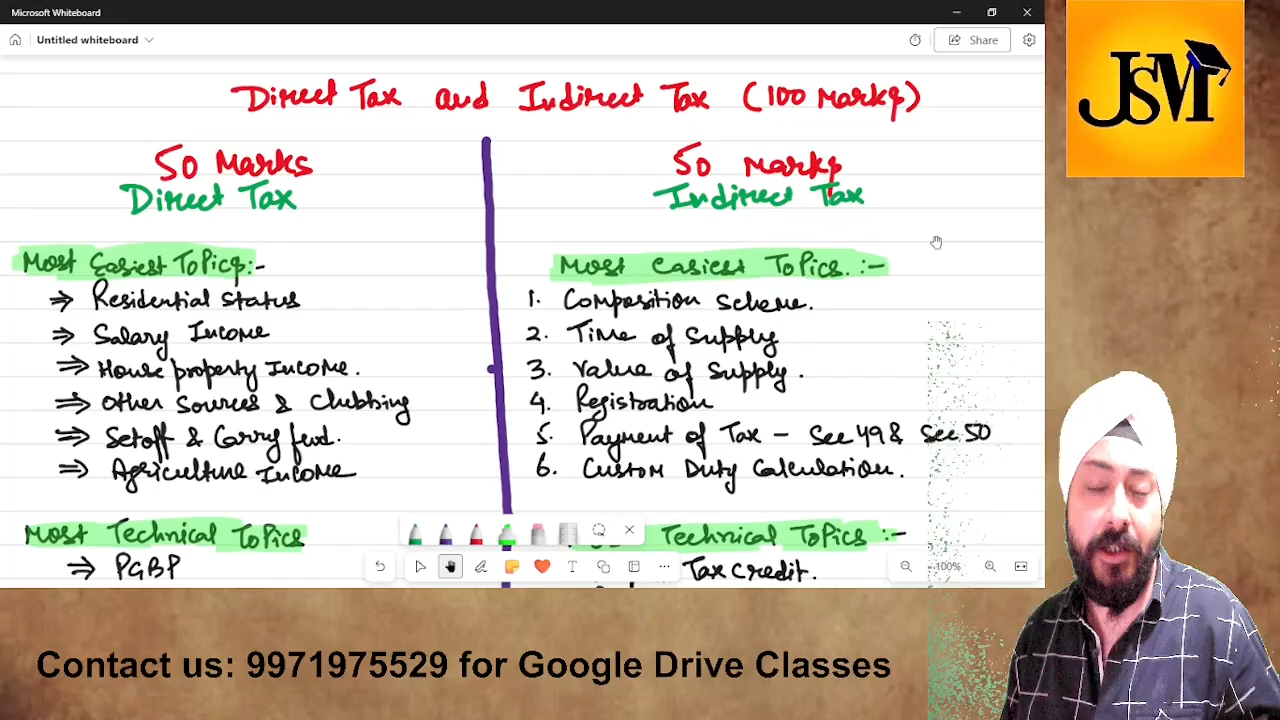 Microsoft Whiteboard
Untitled whiteboard
Share
JSM
Direct Tax and Indirect Tax (100 Marks)
50 Marks
Direct Tax
Most Easiest Topics:-
⇒ Residential Status
⇒ Salary Income
⇒ House property Income.
⇒ Other Sources & Clubbing
⇒ Setoff & Carry fwd.
⇒ Agriculture Income
Most Technical Topics
⇒ PGBP
50 Marks
Indirect Tax
Most Easiest Topics. :-
1. Composition Scheme.
2. Time of Supply
3. Value of Supply.
4. Registration
5. Payment of Tax - Sec 49 & Sec 50
6. Custom Duty Calculation.
Technical Topics :-
Tax Credit.
100%
Contact us: 9971975529 for Google Drive Classes